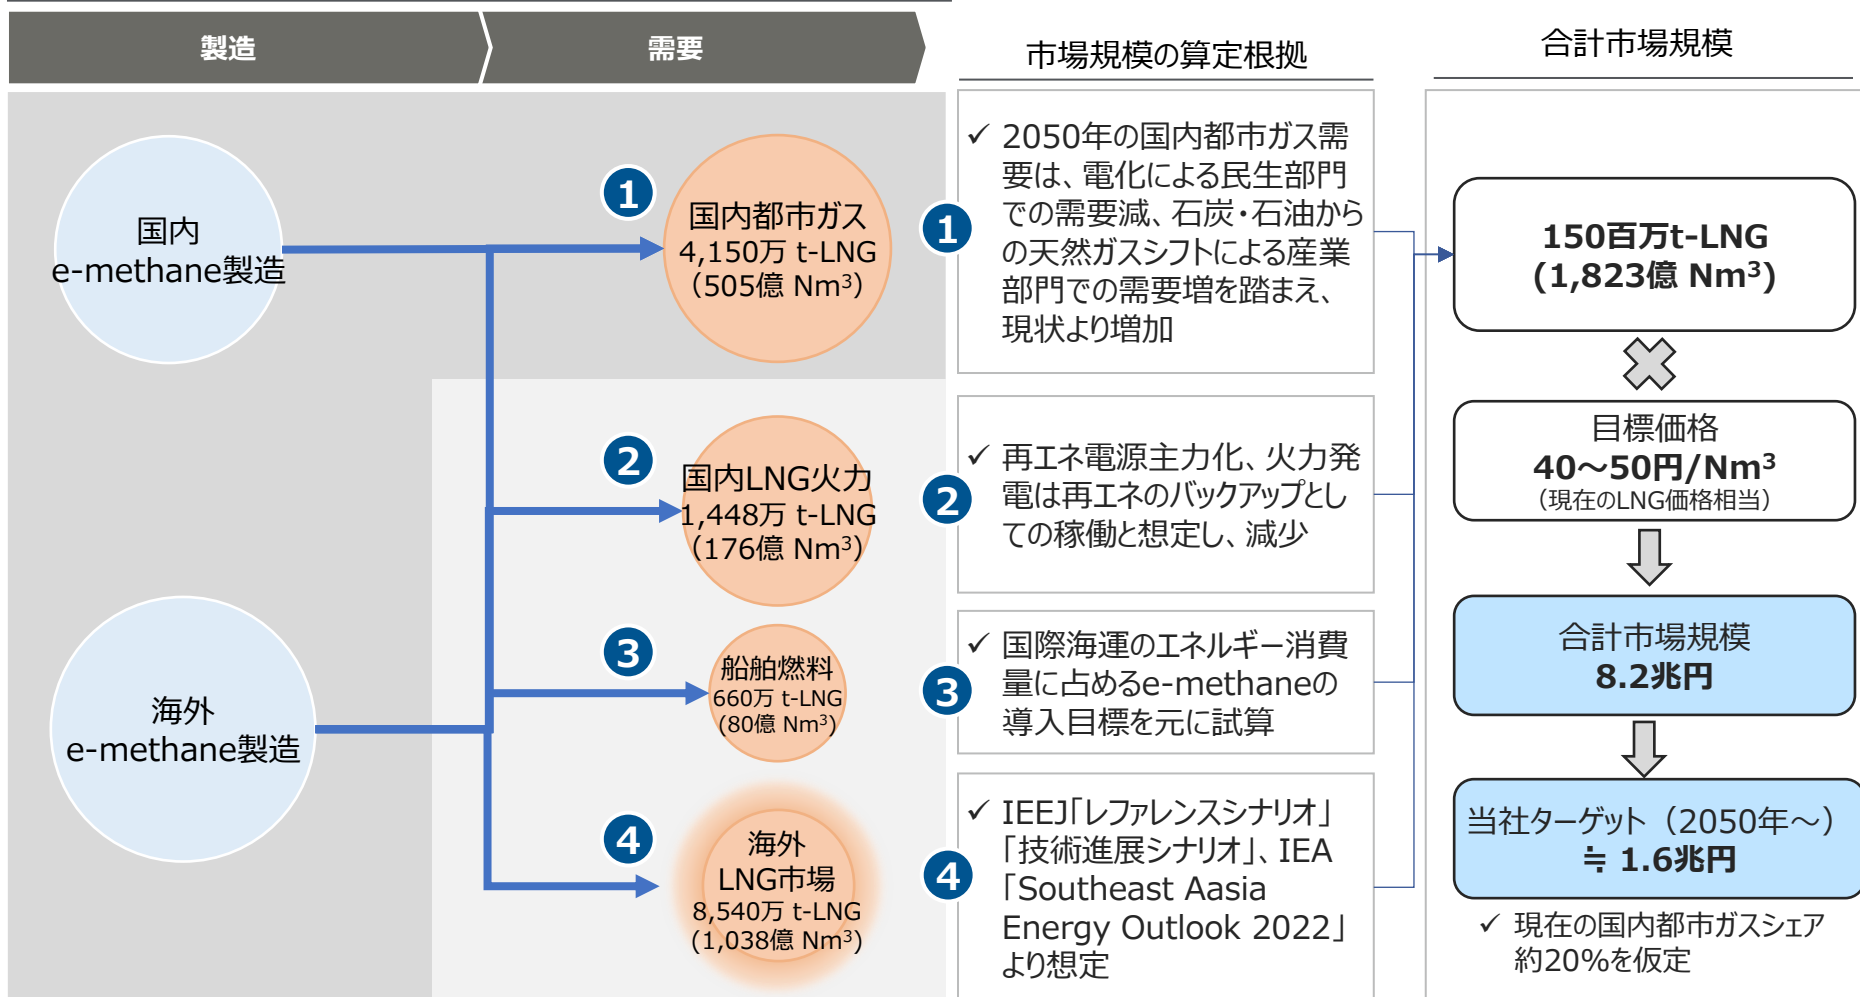 製造
需要
市場規模の算定根拠
合計市場規模
国内
e-methane製造
海外
e-methane製造
1
国内都市ガス
4,150万 t-LNG
(505億 Nm³)
2
国内LNG火力
1,448万 t-LNG
(176億 Nm³)
3
船舶燃料
660万 t-LNG
(80億 Nm³)
4
海外
LNG市場
8,540万 t-LNG
(1,038億 Nm³)
1
✓ 2050年の国内都市ガス需
要は、電化による民生部門
での需要減、石炭・石油から
の天然ガスシフトによる産業
部門での需要増を踏まえ、
現状より増加
2
✓ 再エネ電源主力化、火力発
電は再エネのバックアップとし
ての稼働と想定し、減少
3
✓ 国際海運のエネルギー消費
量に占めるe-methaneの
導入目標を元に試算
4
✓ IEEJ「レファレンスシナリオ」
「技術進展シナリオ」、IEA
「Southeast Aasia
Energy Outlook 2022」
より想定
150百万t-LNG
(1,823億 Nm³)
目標価格
40～50円/Nm³
（現在のLNG価格相当）
合計市場規模
8.2兆円
当社ターゲット（2050年～）
≒ 1.6兆円
✓ 現在の国内都市ガスシェア
約20%を仮定